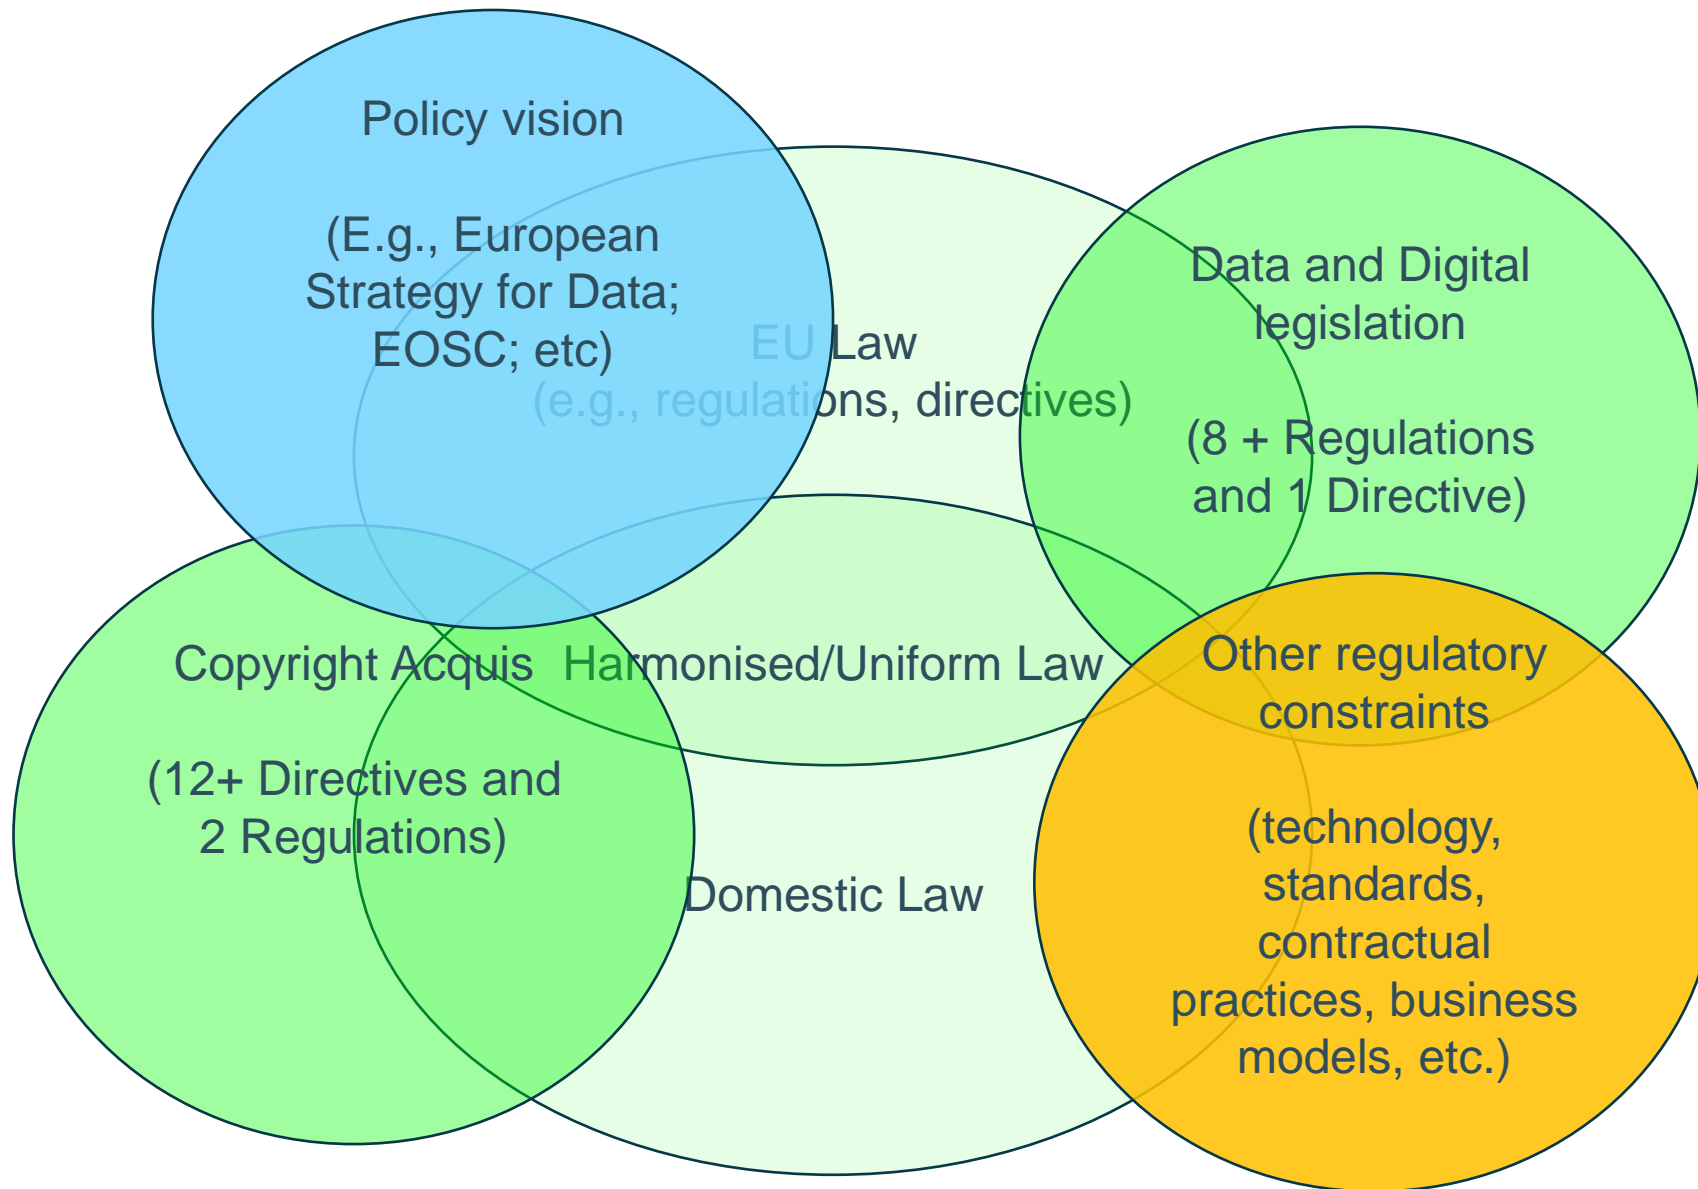 Policy vision
(E.g., European
Strategy for Data;
EOSC; etc)
EU Law
(e.g., regulations, directives)
Data and Digital
legislation
(8 + Regulations
and 1 Directive)
Copyright Acquis
(12+ Directives and
2 Regulations)
Harmonised/Uniform Law
Domestic Law
Other regulatory
constraints
(technology,
standards,
contractual
practices, business
models, etc.)